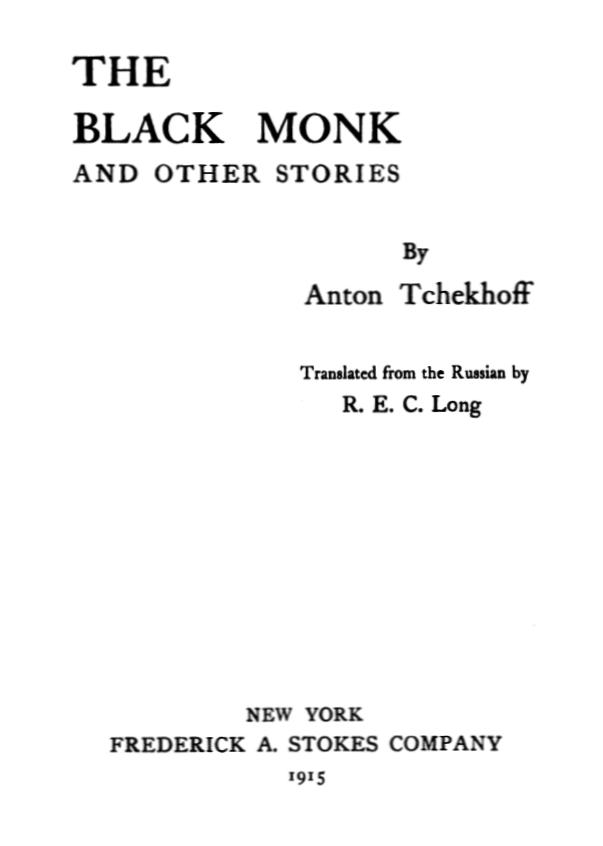 THE
BLACK MONK
AND OTHER STORIES
By
Anton Tchekhoff
Translated from the Russian by
R. E. C. Long
NEW YORK
FREDERICK A. STOKES COMPANY
1915